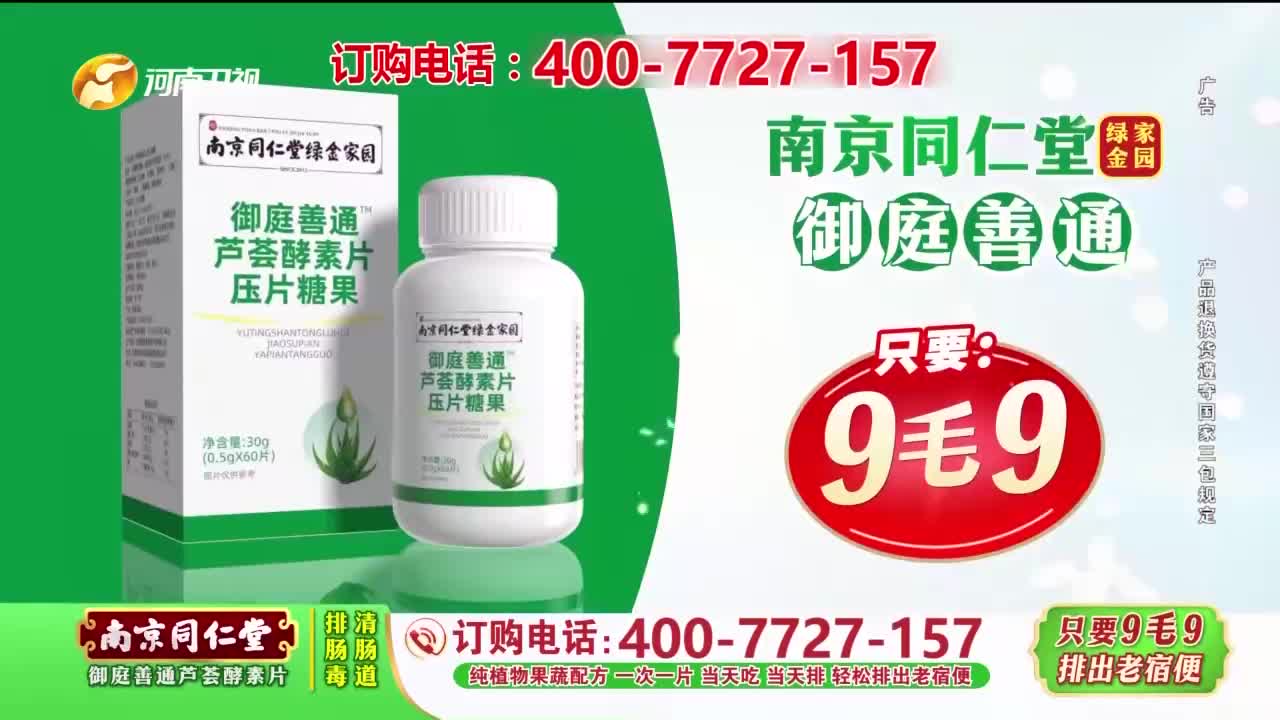 河南卫视
订购电话：400-7727-157
广告
南京同仁堂绿金家园
御庭善通™
芦荟酵素片
压片糖果
YUTINGSHANTONGLUHUI
JIAOSUPIAN
YAPIANTANGGUO
净含量:30g
(0.5gX60片)
图片仅供参考
南京同仁堂绿金家园
御庭善通™
芦荟酵素片
压片糖果
南京同仁堂 绿金家园
御庭善通
只要：
9毛9
产品退换货遵守国家三包规定
南京同仁堂
御庭善通芦荟酵素片
清肠道
排肠毒
订购电话：400-7727-157
纯植物果蔬配方 一次一片 当天吃 当天排 轻松排出老宿便
只要9毛9
排出老宿便